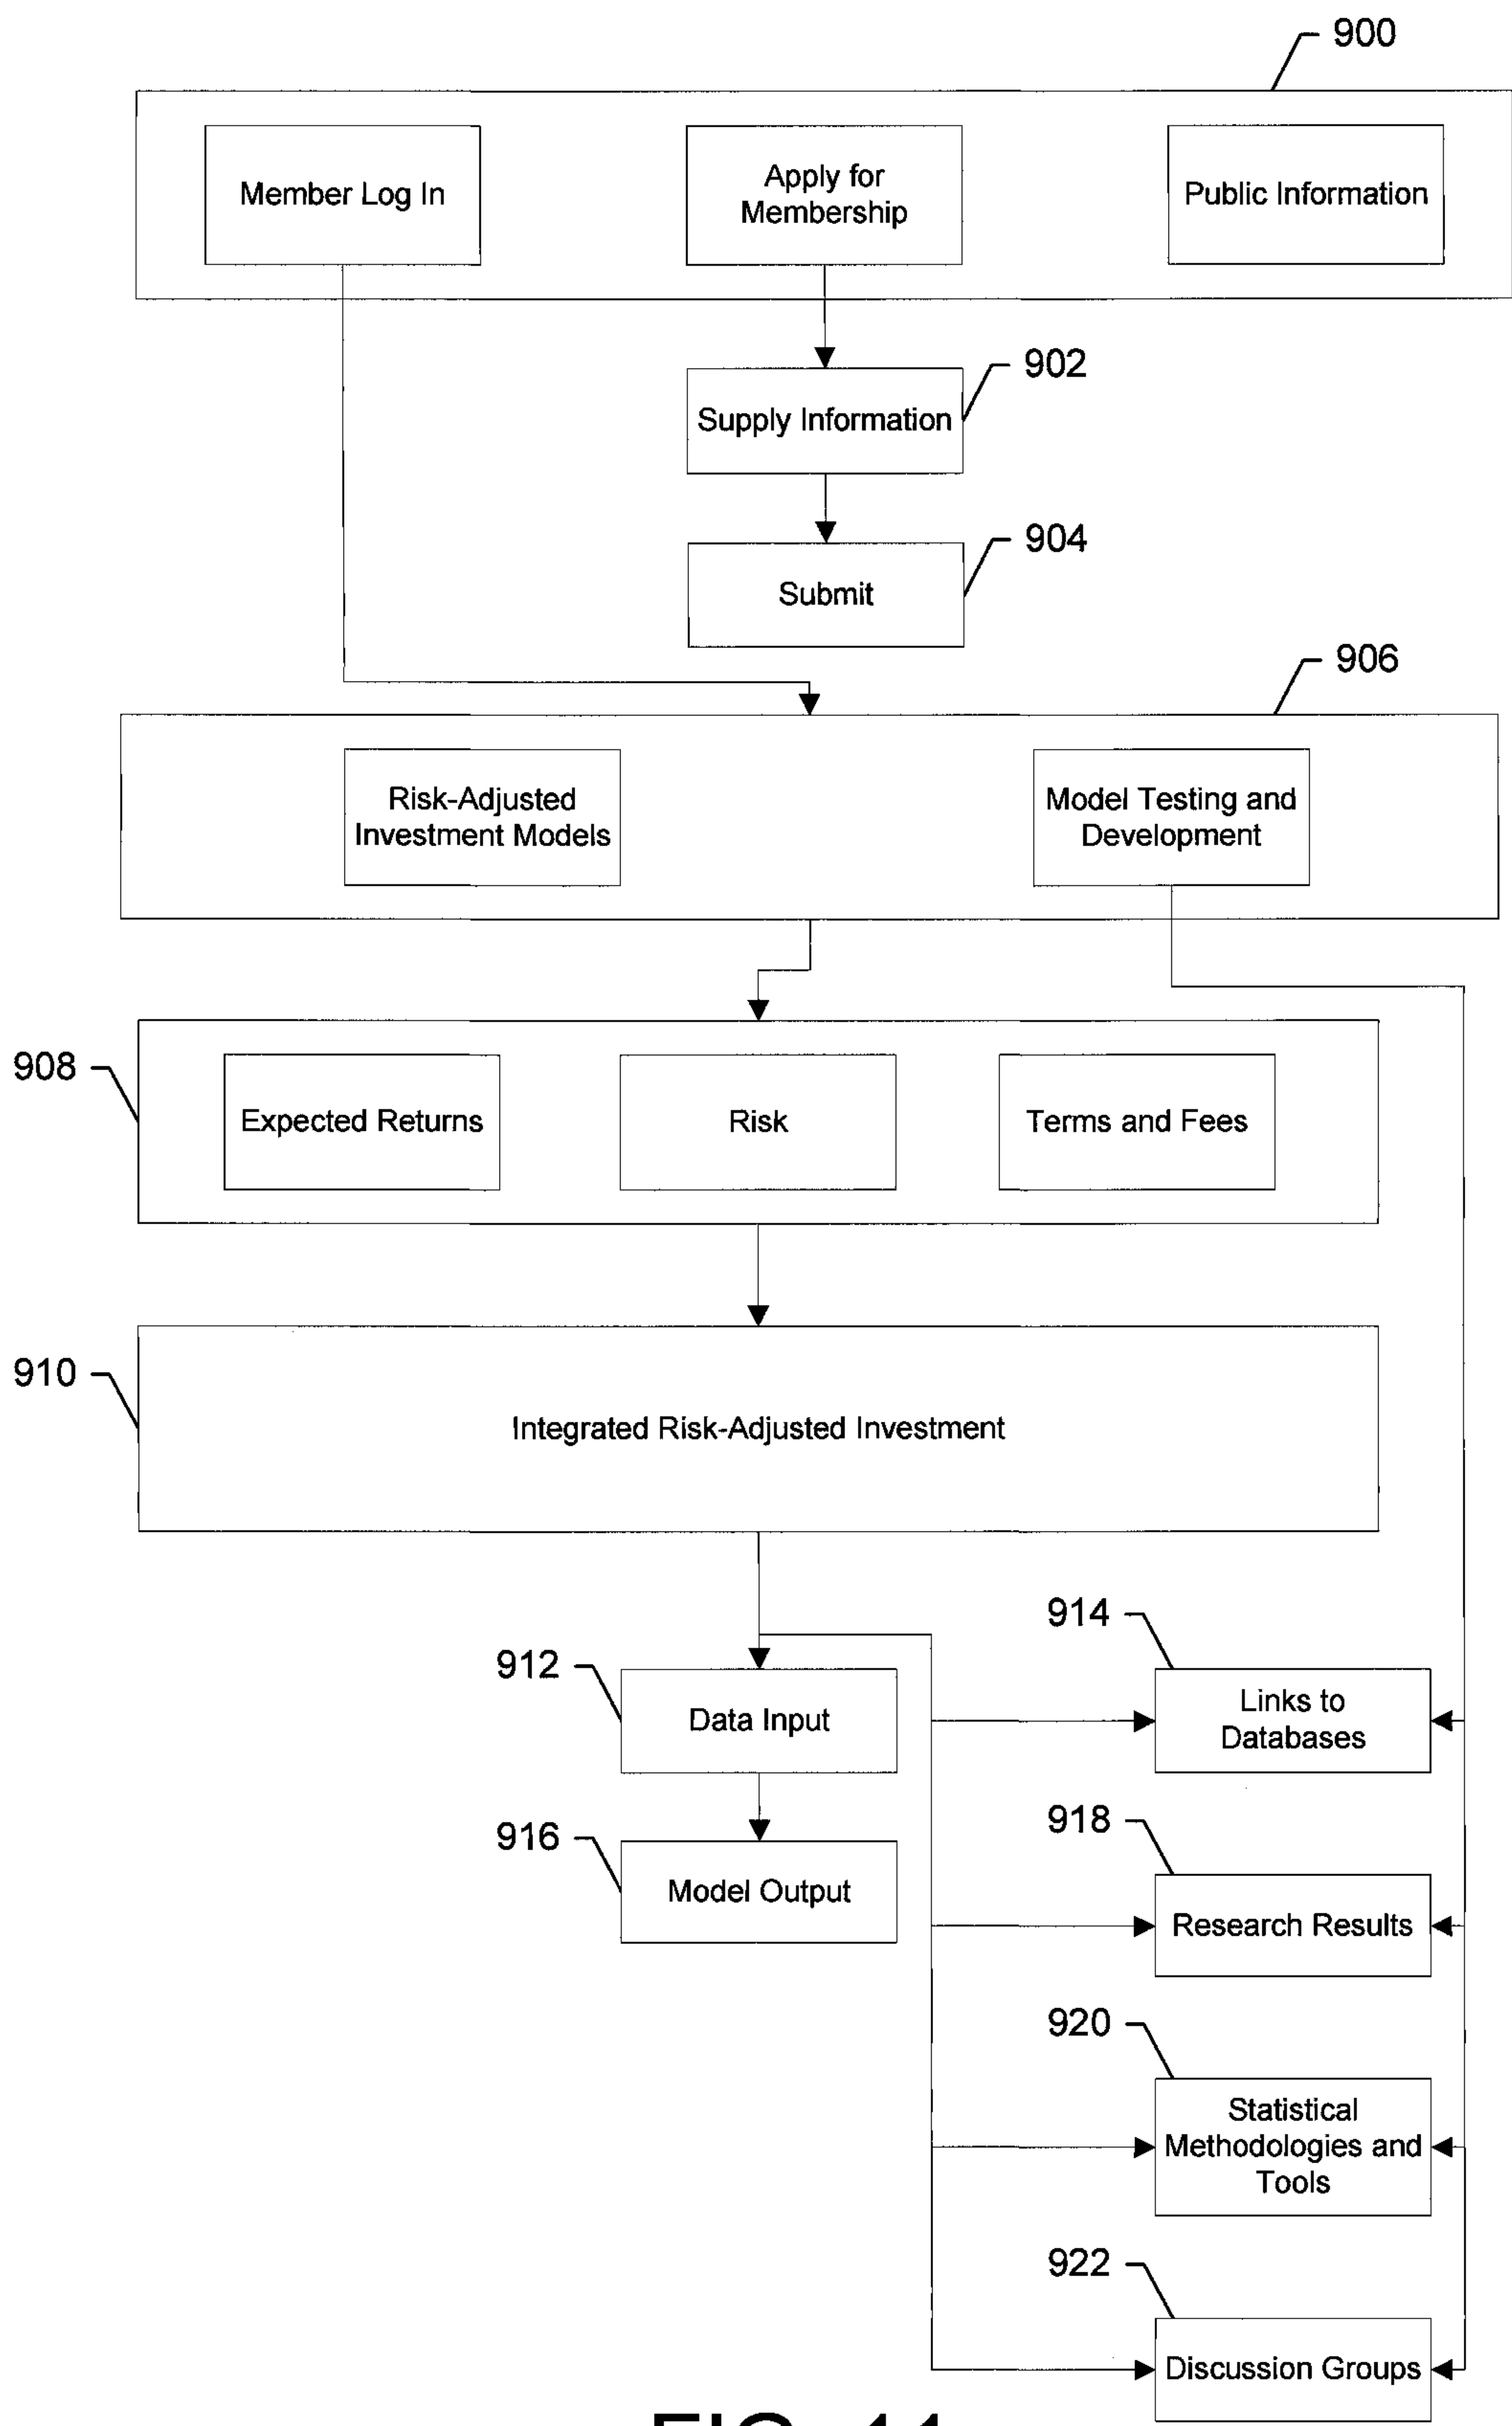 900
Member Log In
Apply for
Membership
Public Information
902
Supply Information
904
Submit
906
Risk-Adjusted
Investment Models
Model Testing and
Development
908
Expected Returns
Risk
Terms and Fees
910
Integrated Risk-Adjusted Investment
912
Data Input
914
Links to
Databases
916
Model Output
918
Research Results
920
Statistical
Methodologies and
Tools
922
Discussion Groups
FIG. 11